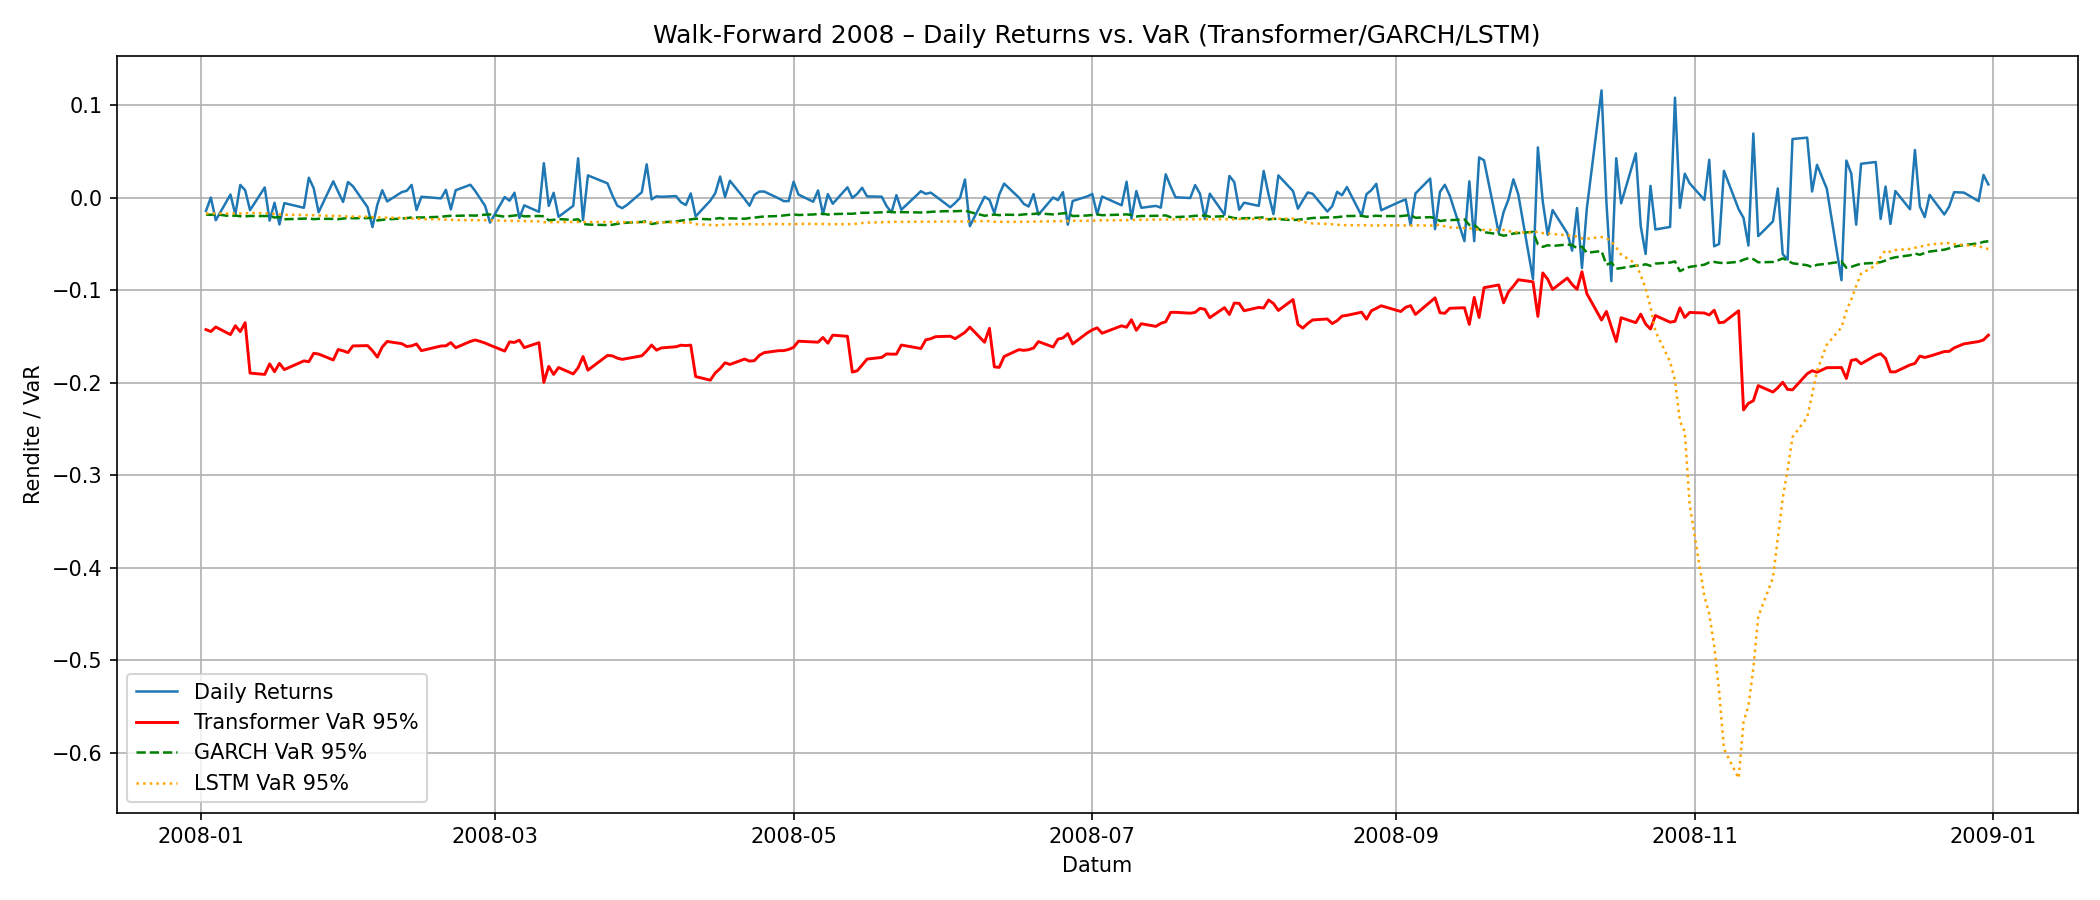 Walk-Forward 2008 – Daily Returns vs. VaR (Transformer/GARCH/LSTM)
Rendite / VaR
0.1
0.0
−0.1
−0.2
−0.3
−0.4
−0.5
−0.6
Daily Returns
Transformer VaR 95%
GARCH VaR 95%
LSTM VaR 95%
2008-01 2008-03 2008-05 2008-07 2008-09 2008-11 2009-01
Datum